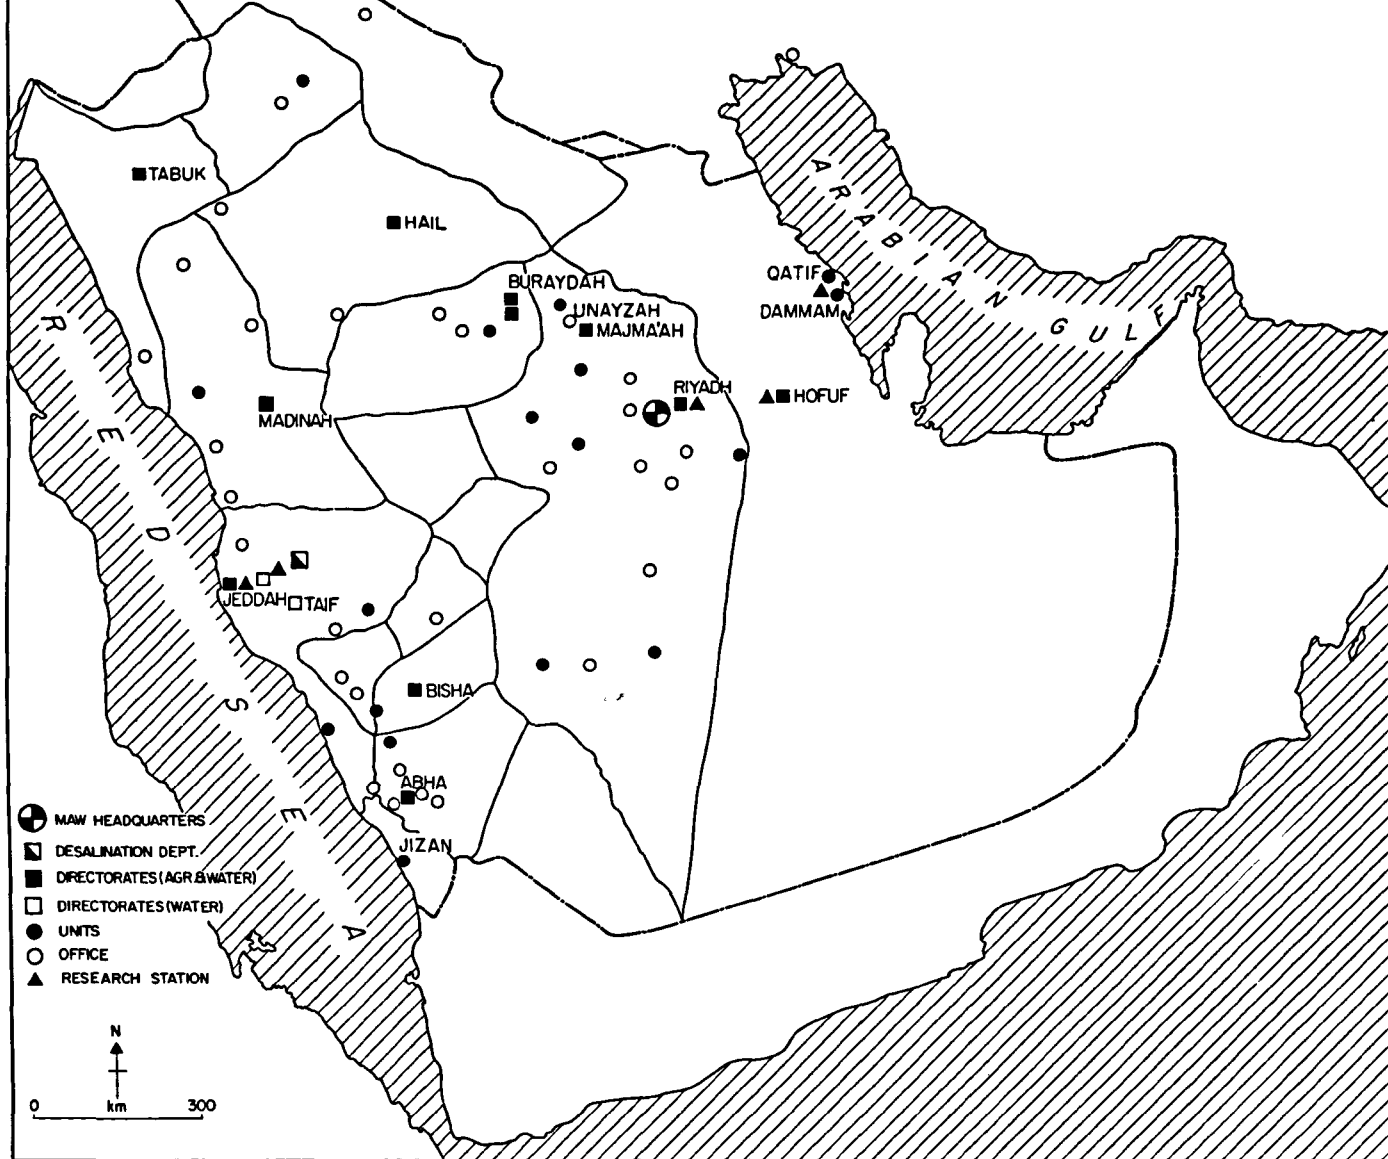 TABUK
HAIL
ARABIAN GULF
QATIF
BURAYDAH
UNAYZAH
DAMMAM
MAJMA'AH
RED SEA
RIYADH
HOFUF
MADINAH
JEDDAH
TAIF
BISHA
ABHA
JIZAN
MAW HEADQUARTERS
DESALINATION DEPT.
DIRECTORATES (AGR.&WATER)
DIRECTORATES (WATER)
UNITS
OFFICE
RESEARCH STATION
N
0 km 300